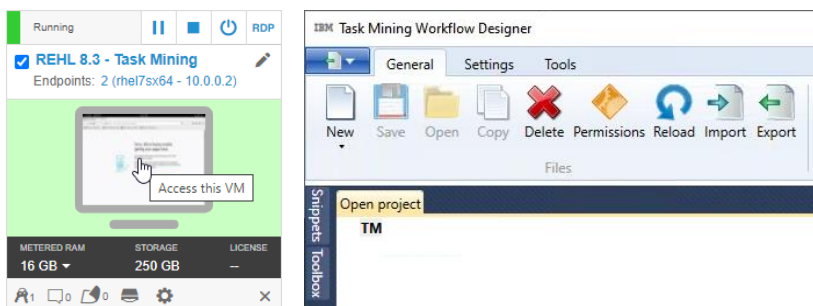 Running
RDP
REHL 8.3 - Task Mining
Endpoints: 2 (rhel7sx64 - 10.0.0.2)
Access this VM
METERED RAM STORAGE LICENSE
16 GB 250 GB --
1 0 0
IBM Task Mining Workflow Designer
General Settings Tools
New Save Open Copy Delete Permissions Reload Import Export
Files
Snippets
Toolbox
Open project
TM